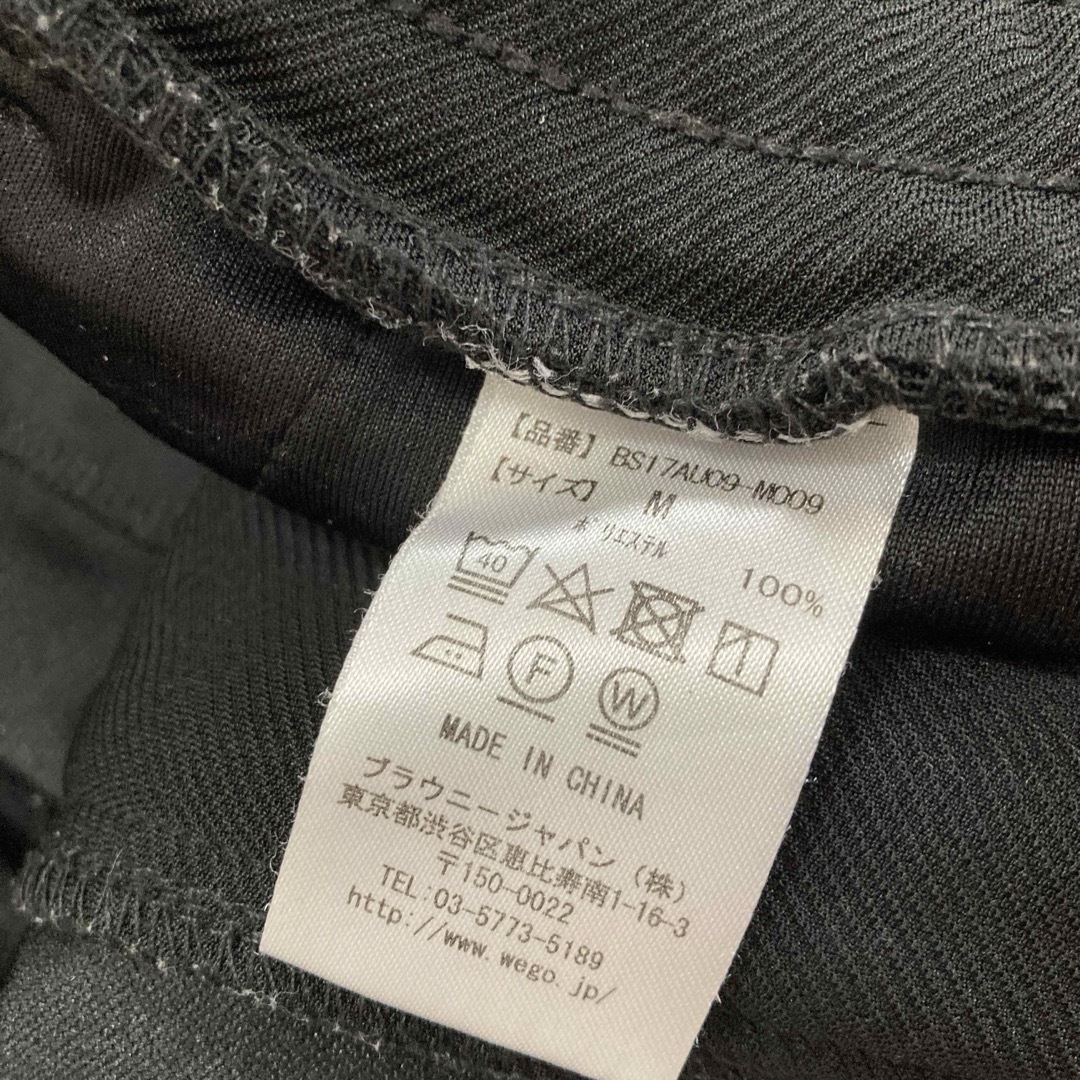 【品番】 BS17AU09-M009
【サイズ】 M
ポリエステル 100%
40
F W
MADE IN CHINA
ブラウニージャパン (株)
東京都渋谷区恵比寿南1-16-3
〒150-0022
TEL:03-5773-5189
http://www.wego.jp/